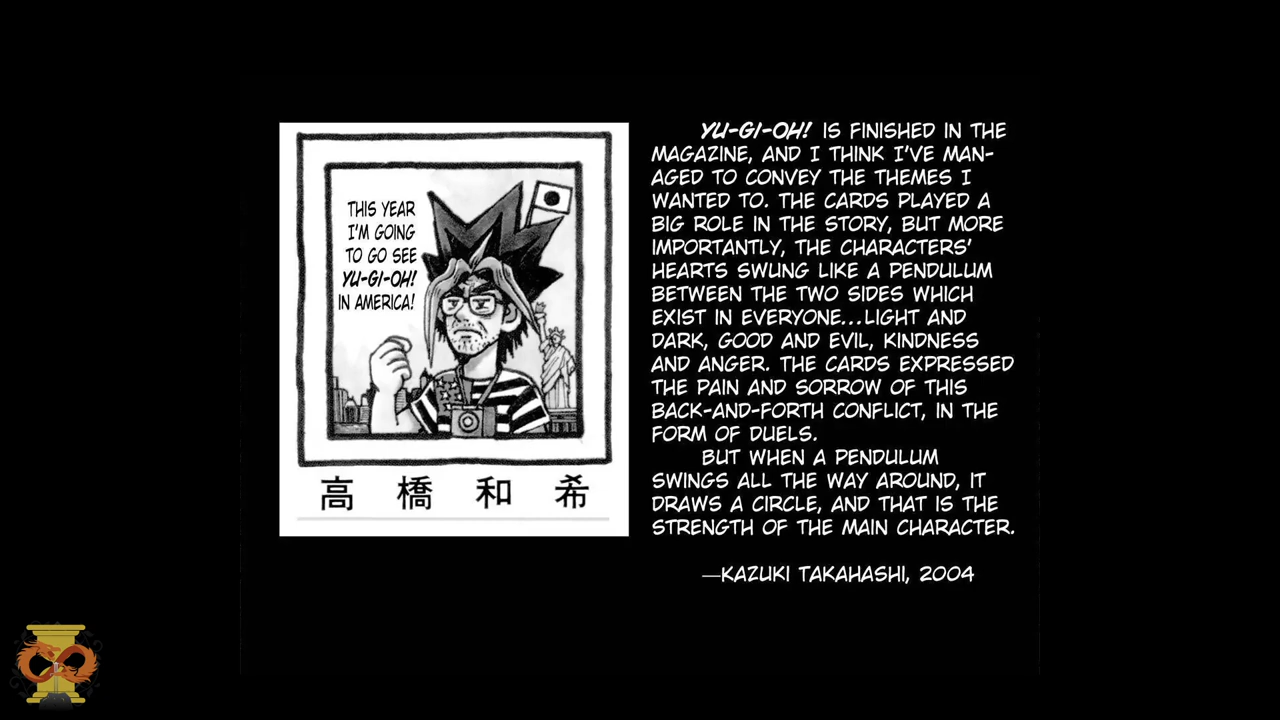 THIS YEAR
I'M GOING
TO GO SEE
YU-GI-OH!
IN AMERICA!
高橋和希
YU-GI-OH! IS FINISHED IN THE
MAGAZINE, AND I THINK I'VE MAN-
AGED TO CONVEY THE THEMES I
WANTED TO. THE CARDS PLAYED A
BIG ROLE IN THE STORY, BUT MORE
IMPORTANTLY, THE CHARACTERS'
HEARTS SWUNG LIKE A PENDULUM
BETWEEN THE TWO SIDES WHICH
EXIST IN EVERYONE...LIGHT AND
DARK, GOOD AND EVIL, KINDNESS
AND ANGER. THE CARDS EXPRESSED
THE PAIN AND SORROW OF THIS
BACK-AND-FORTH CONFLICT, IN THE
FORM OF DUELS.
BUT WHEN A PENDULUM
SWINGS ALL THE WAY AROUND, IT
DRAWS A CIRCLE, AND THAT IS THE
STRENGTH OF THE MAIN CHARACTER.
—KAZUKI TAKAHASHI, 2004